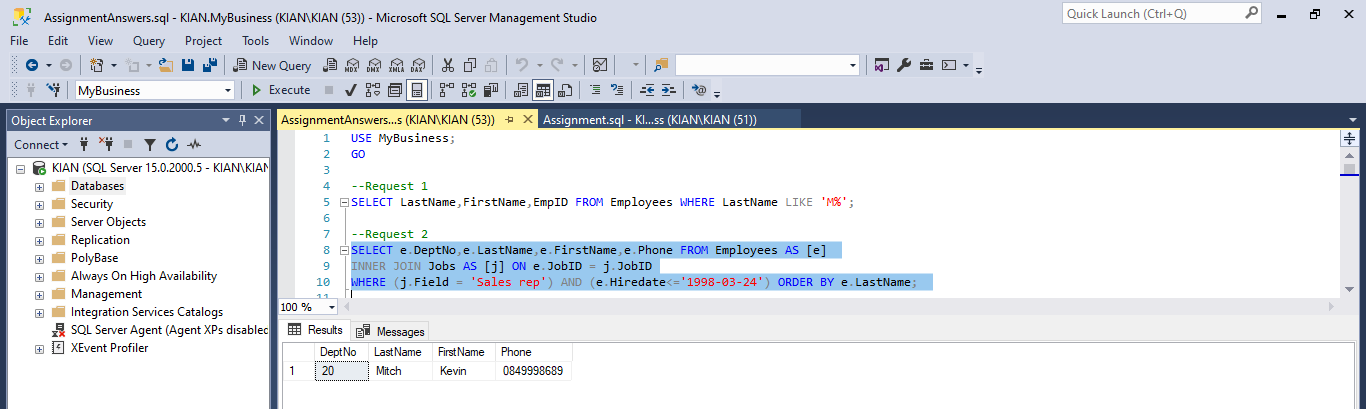 AssignmentAnswers.sql - KIAN.MyBusiness (KIAN\KIAN (53)) - Microsoft SQL Server Management Studio
Quick Launch (Ctrl+Q)
File Edit View Query Project Tools Window Help
New Query MDX DMX XMLA DAX
MyBusiness Execute
Object Explorer
AssignmentAnswers...s (KIAN\KIAN (53)) Assignment.sql - KI...ss (KIAN\KIAN (51))
Connect
KIAN (SQL Server 15.0.2000.5 - KIAN\KIAN
Databases
Security
Server Objects
Replication
PolyBase
Always On High Availability
Management
Integration Services Catalogs
SQL Server Agent (Agent XPs disabled
XEvent Profiler
1 USE MyBusiness;
2 GO
3
4 --Request 1
5 SELECT LastName,FirstName,EmpID FROM Employees WHERE LastName LIKE 'M%';
6
7 --Request 2
8 SELECT e.DeptNo,e.LastName,e.FirstName,e.Phone FROM Employees AS [e]
9 INNER JOIN Jobs AS [j] ON e.JobID = j.JobID
10 WHERE (j.Field = 'Sales rep') AND (e.Hiredate<='1998-03-24') ORDER BY e.LastName;
11
100 %
Results Messages
DeptNo LastName FirstName Phone
1 20 Mitch Kevin 0849998689